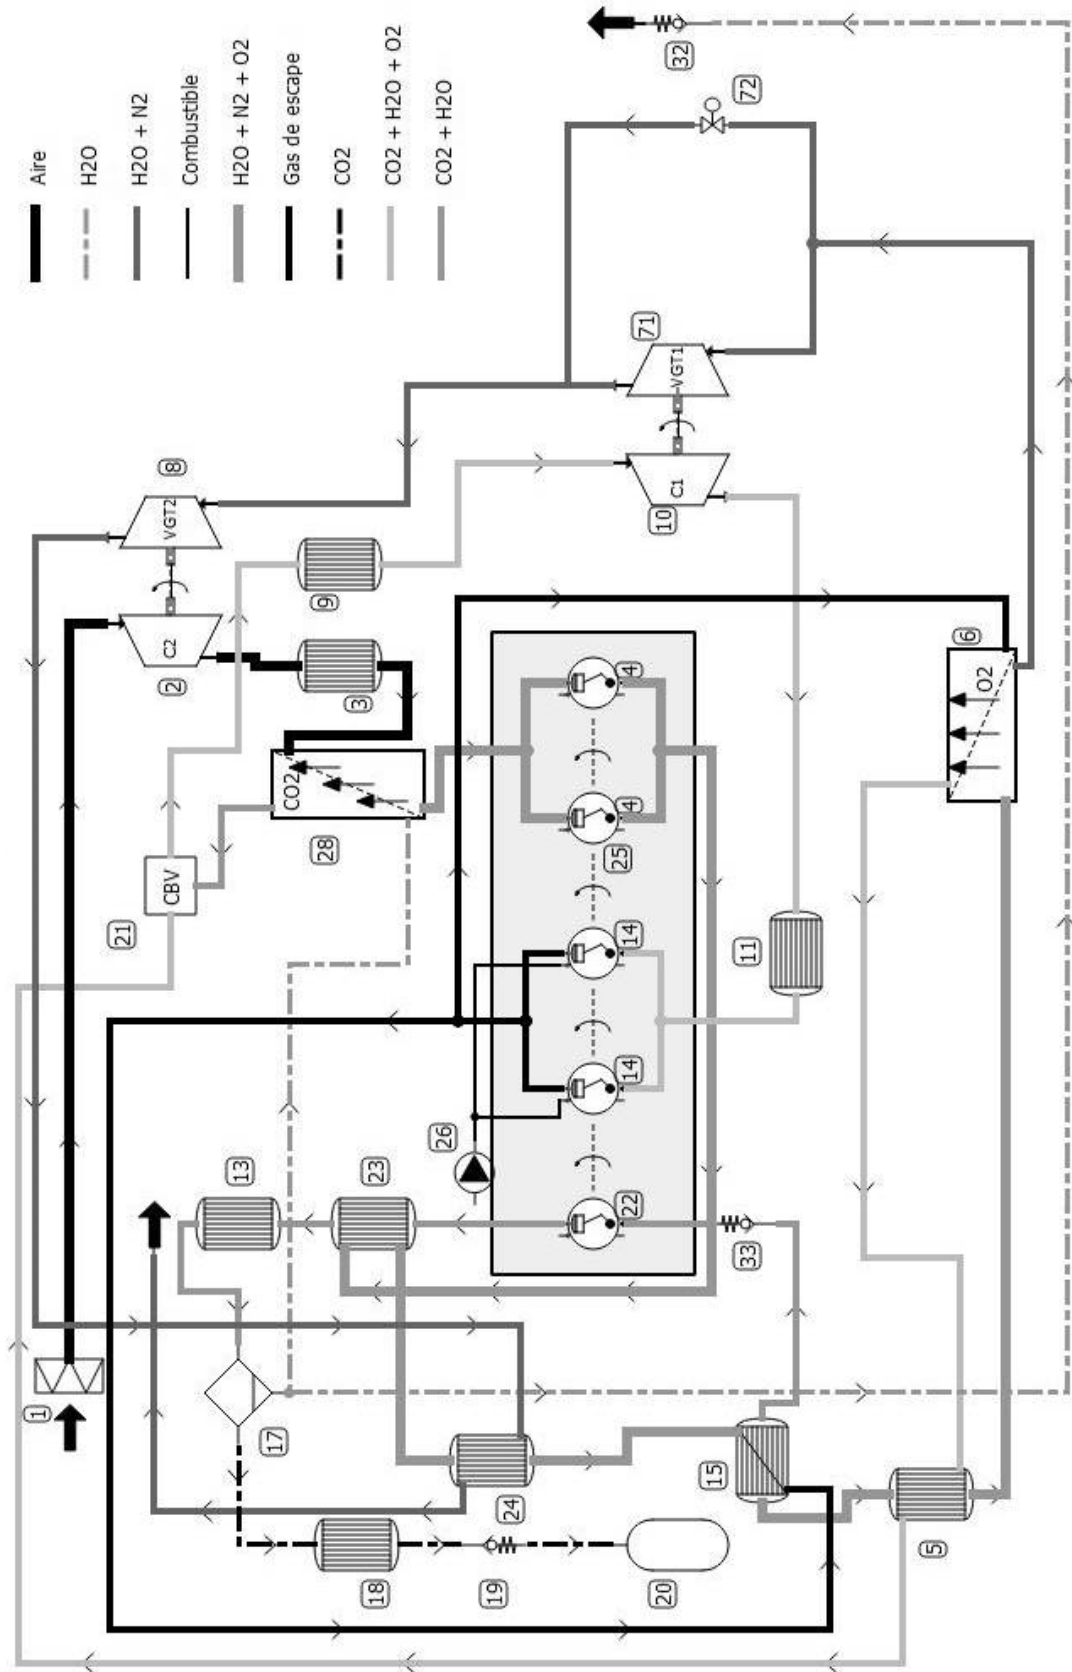 Aire
H2O
H2O + N2
Combustible
H2O + N2 + O2
Gas de escape
CO2
CO2 + H2O + O2
CO2 + H2O
32
72
71
VGT1
C1
10
8
VGT2
C2
2
9
3
CO2
28
CBV
21
6
O2
4
4
25
14
14
22
26
11
13
23
33
1
17
24
15
18
19
20
5